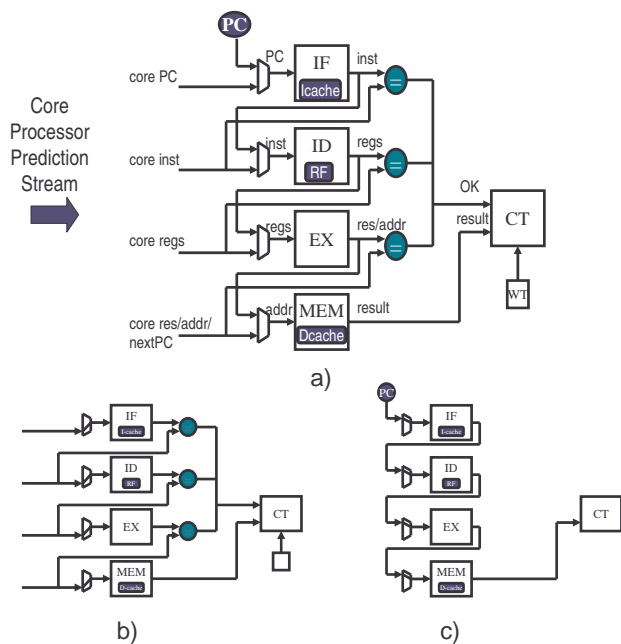 PC
PC
IF
inst
Icache
core PC
=
Core
Processor
Prediction
Stream
core inst
inst
ID
regs
RF
=
OK
result
CT
core regs
regs
EX
res/addr
=
WT
core res/addr/
nextPC
addr
MEM
result
Dcache
a)
IF
I-cache
=
ID
RF
=
EX
=
CT
MEM
D-cache
b)
PC
IF
I-cache
ID
RF
EX
CT
MEM
D-cache
c)